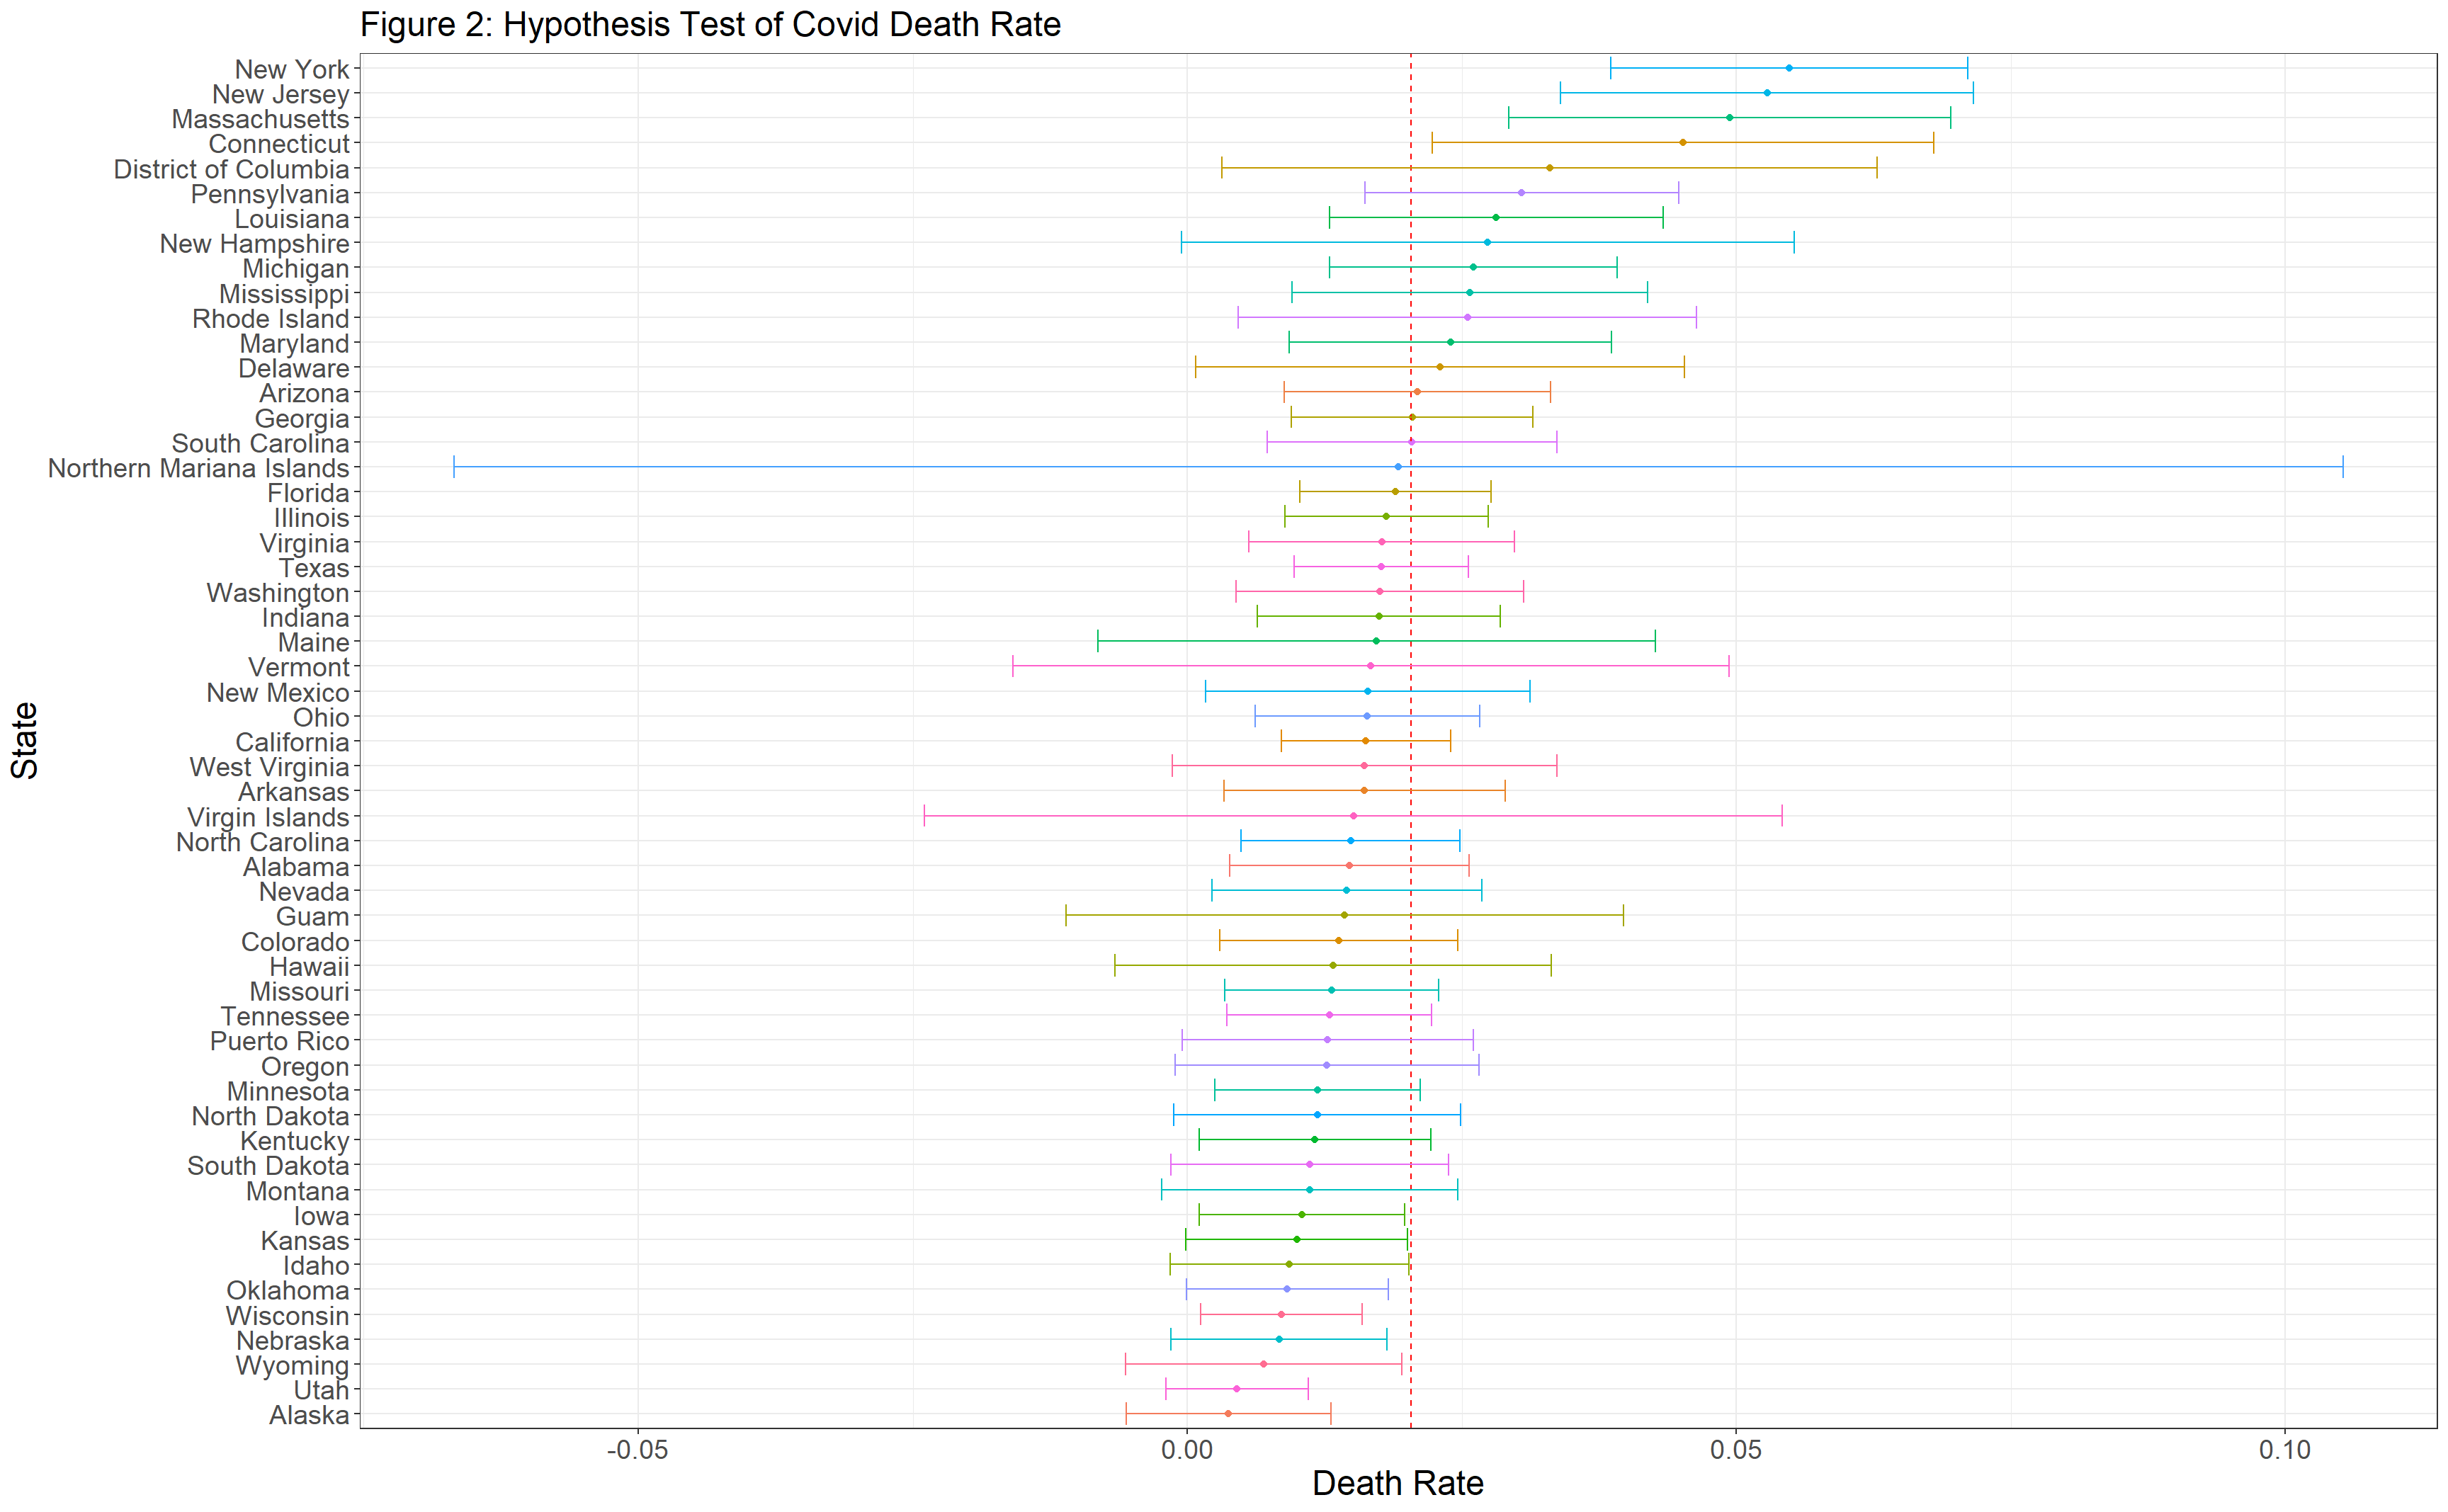 Figure 2: Hypothesis Test of Covid Death Rate
New York
New Jersey
Massachusetts
Connecticut
District of Columbia
Pennsylvania
Louisiana
New Hampshire
Michigan
Mississippi
Rhode Island
Maryland
Delaware
Arizona
Georgia
South Carolina
Northern Mariana Islands
Florida
Illinois
Virginia
Texas
Washington
Indiana
Maine
Vermont
New Mexico
Ohio
California
West Virginia
Arkansas
Virgin Islands
North Carolina
Alabama
Nevada
Guam
Colorado
Hawaii
Missouri
Tennessee
Puerto Rico
Oregon
Minnesota
North Dakota
Kentucky
South Dakota
Montana
Iowa
Kansas
Idaho
Oklahoma
Wisconsin
Nebraska
Wyoming
Utah
Alaska
State
-0.05 0.00 0.05 0.10
Death Rate